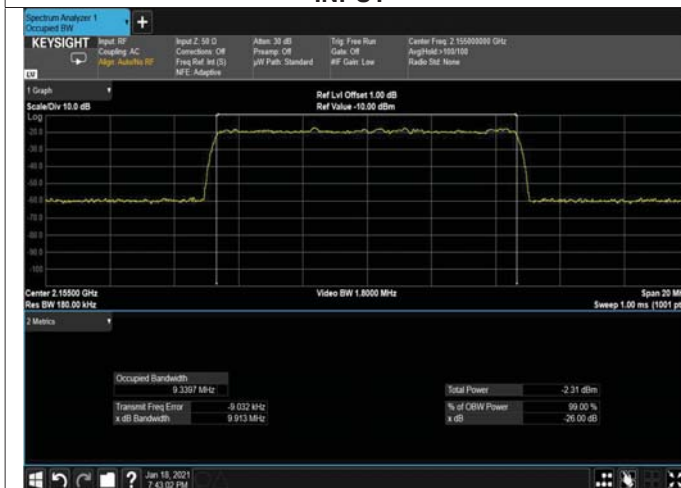 INPUT
Spectrum Analyzer 1
Occupied BW
+
KEYSIGHT
Input: RF
Coupling: AC
Align: Auto/No RF
Input Z: 50 Ω
Corrections: Off
Freq Ref: Int (S)
NFE: Adaptive
Atten: 30 dB
Preamp: Off
µW Path: Standard
Trig: Free Run
Gate: Off
#IF Gain: Low
Center Freq: 2.155000000 GHz
Avg|Hold:>100/100
Radio Std: None
LV
1 Graph
Scale/Div 10.0 dB
Ref Lvl Offset 1.00 dB
Ref Value -10.00 dBm
Log
-20.0
-30.0
-40.0
-50.0
-60.0
-70.0
-80.0
-90.0
-100
Center 2.15500 GHz
Res BW 180.00 kHz
Video BW 1.8000 MHz
Span 20 M
Sweep 1.00 ms (1001 pt
2 Metrics
Occupied Bandwidth
9.3397 MHz
Transmit Freq Error -9.032 kHz
x dB Bandwidth 9.913 MHz
Total Power -2.31 dBm
% of OBW Power 99.00 %
x dB -26.00 dB
?
Jan 18, 2021
7:43:02 PM